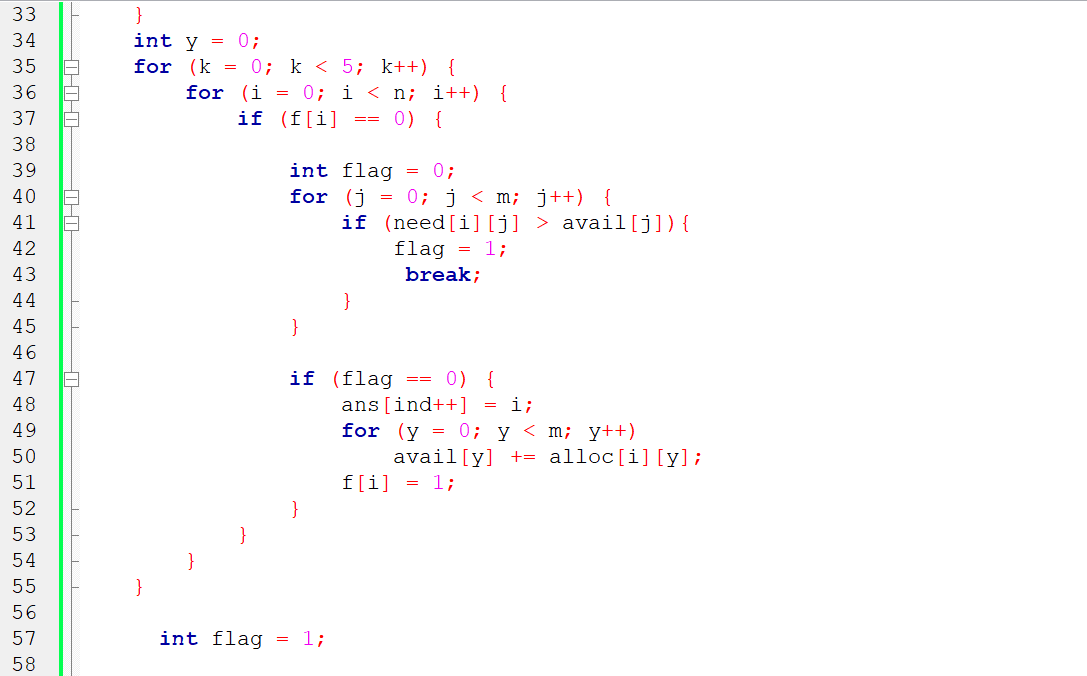 33 }
34 int y = 0;
35 for (k = 0; k < 5; k++) {
36 for (i = 0; i < n; i++) {
37 if (f[i] == 0) {
38
39 int flag = 0;
40 for (j = 0; j < m; j++) {
41 if (need[i][j] > avail[j]){
42 flag = 1;
43 break;
44 }
45 }
46
47 if (flag == 0) {
48 ans[ind++] = i;
49 for (y = 0; y < m; y++)
50 avail[y] += alloc[i][y];
51 f[i] = 1;
52 }
53 }
54 }
55 }
56
57 int flag = 1;
58